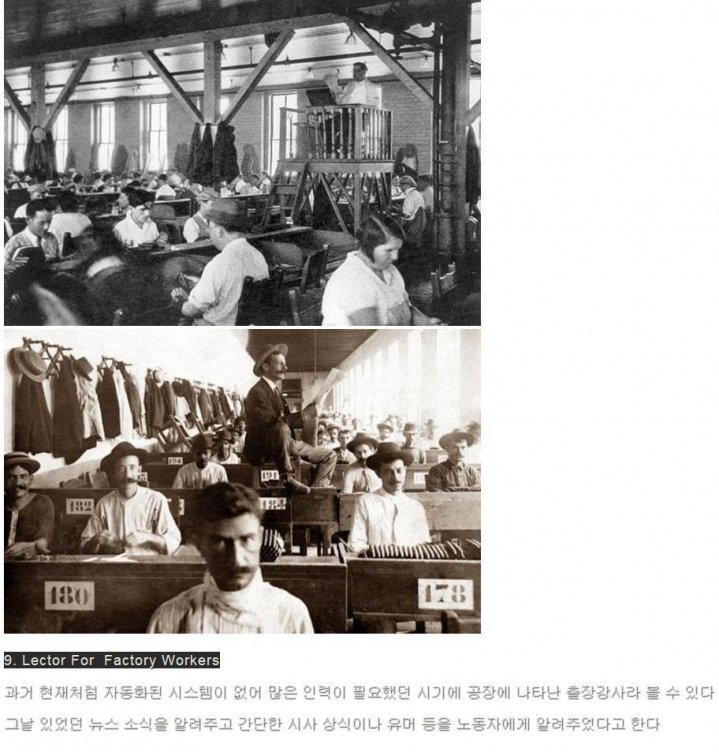 194
191
182
182
180
178
9. Lector For Factory Workers
과거 현재처럼 자동화된 시스템이 없어 많은 인력이 필요했던 시기에 공장에 나타난 출장강사라 볼 수 있다
그날 있었던 뉴스 소식을 알려주고 간단한 시사 상식이나 유머 등을 노동자에게 알려주었다고 한다